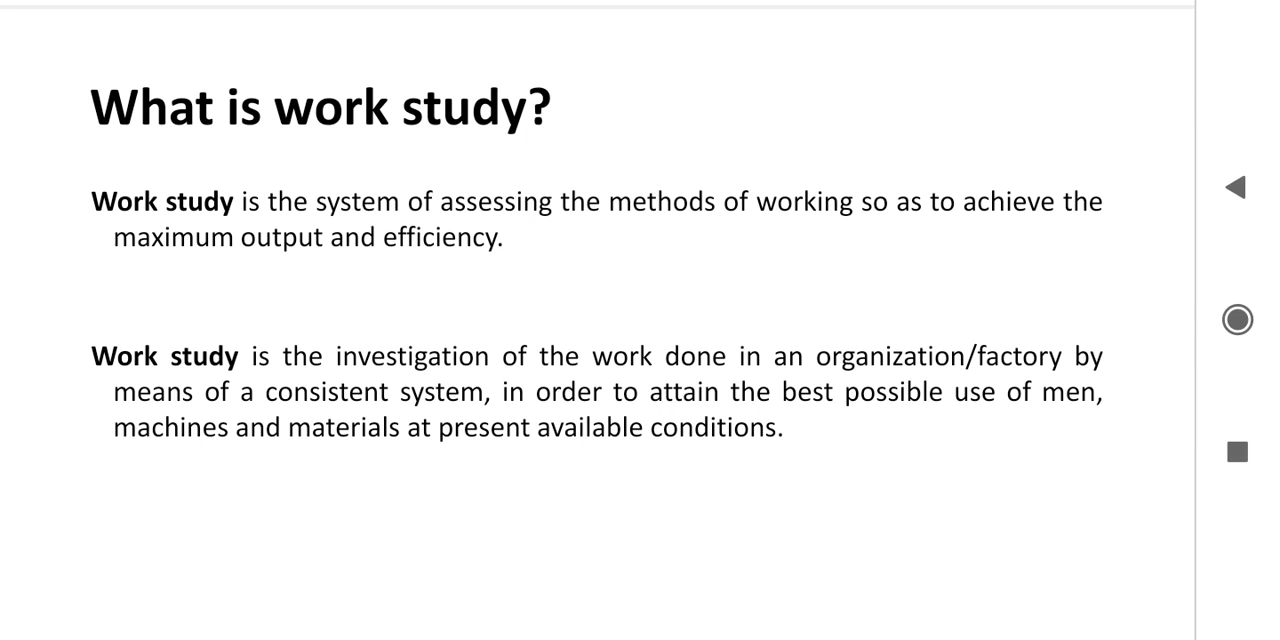 What is work study?
Work study is the system of assessing the methods of working so as to achieve the
maximum output and efficiency.
Work study is the investigation of the work done in an organization/factory by
means of a consistent system, in order to attain the best possible use of men,
machines and materials at present available conditions.